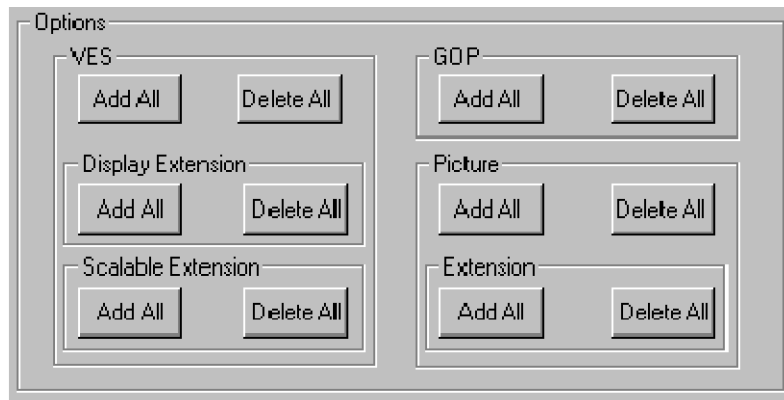 Options
VES
Add All Delete All
Display Extension
Add All Delete All
Scalable Extension
Add All Delete All
GOP
Add All Delete All
Picture
Add All Delete All
Extension
Add All Delete All